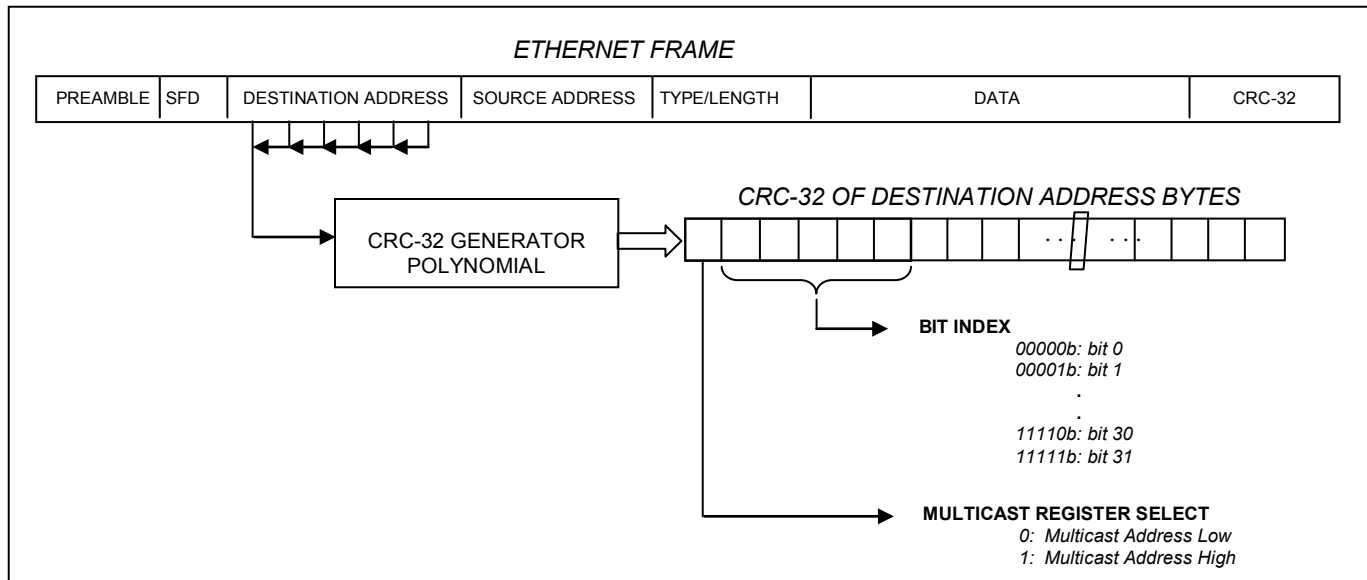 ETHERNET FRAME
PREAMBLE SFD DESTINATION ADDRESS SOURCE ADDRESS TYPE/LENGTH DATA CRC-32
CRC-32 OF DESTINATION ADDRESS BYTES
CRC-32 GENERATOR
POLYNOMIAL
. . . . . .
BIT INDEX
00000b: bit 0
00001b: bit 1
.
.
11110b: bit 30
11111b: bit 31
MULTICAST REGISTER SELECT
0: Multicast Address Low
1: Multicast Address High